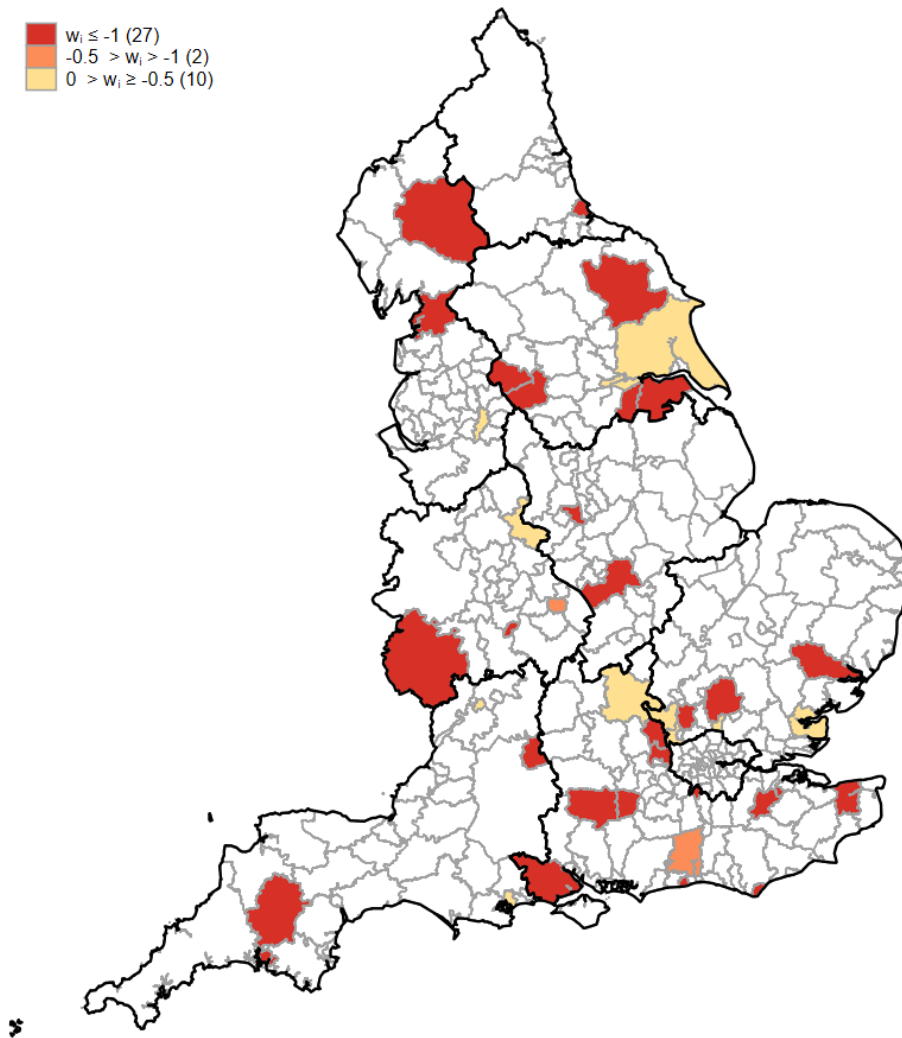 wᵢ ≤ -1 (27)
-0.5 > wᵢ > -1 (2)
0 > wᵢ ≥ -0.5 (10)